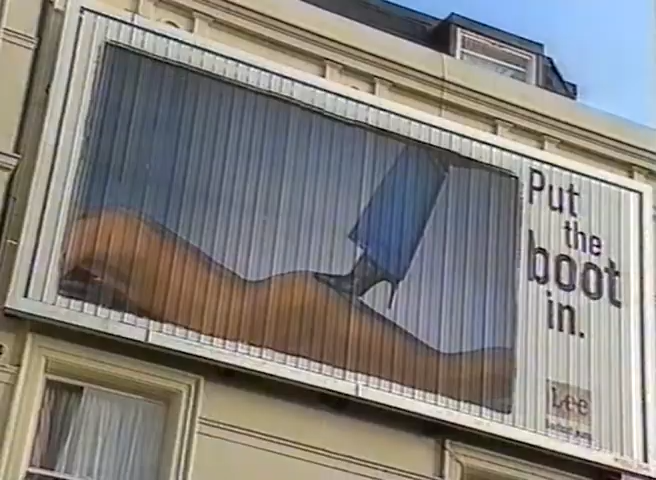 Put
the
boot
in.
Lee